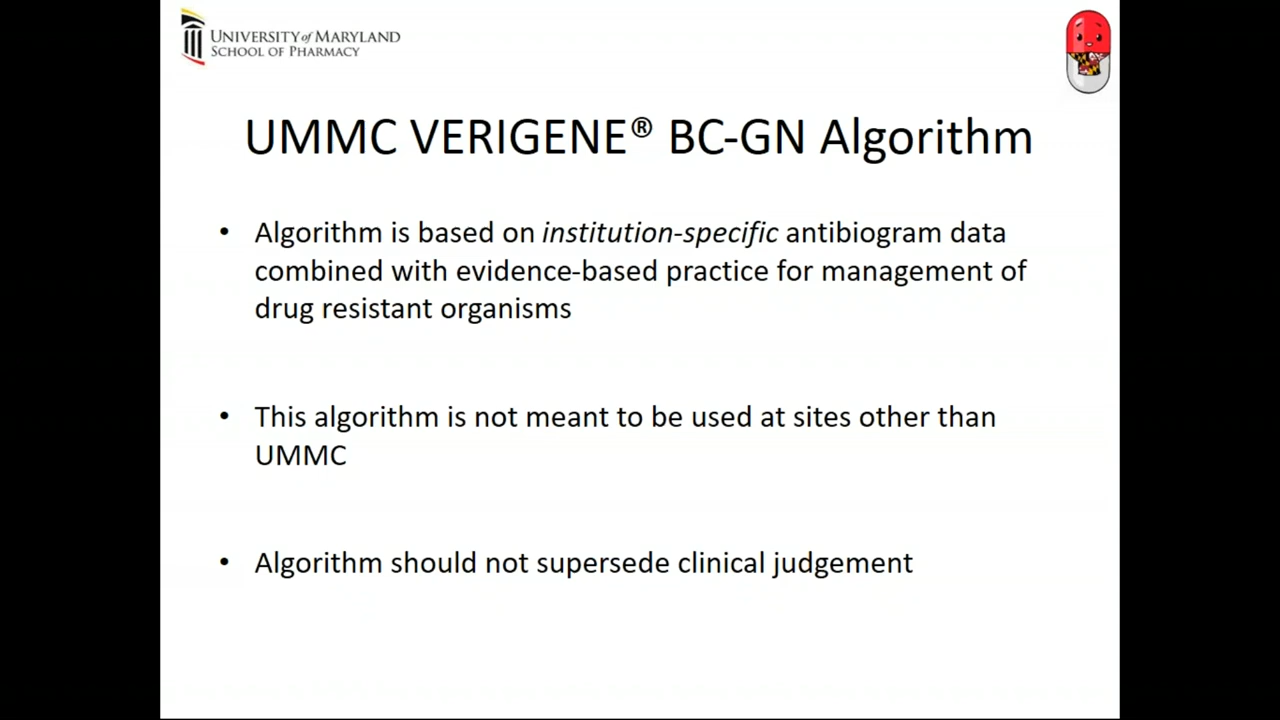 UNIVERSITY of MARYLAND
SCHOOL OF PHARMACY
UMMC VERIGENE® BC-GN Algorithm
• Algorithm is based on institution-specific antibiogram data
combined with evidence-based practice for management of
drug resistant organisms
• This algorithm is not meant to be used at sites other than
UMMC
• Algorithm should not supersede clinical judgement